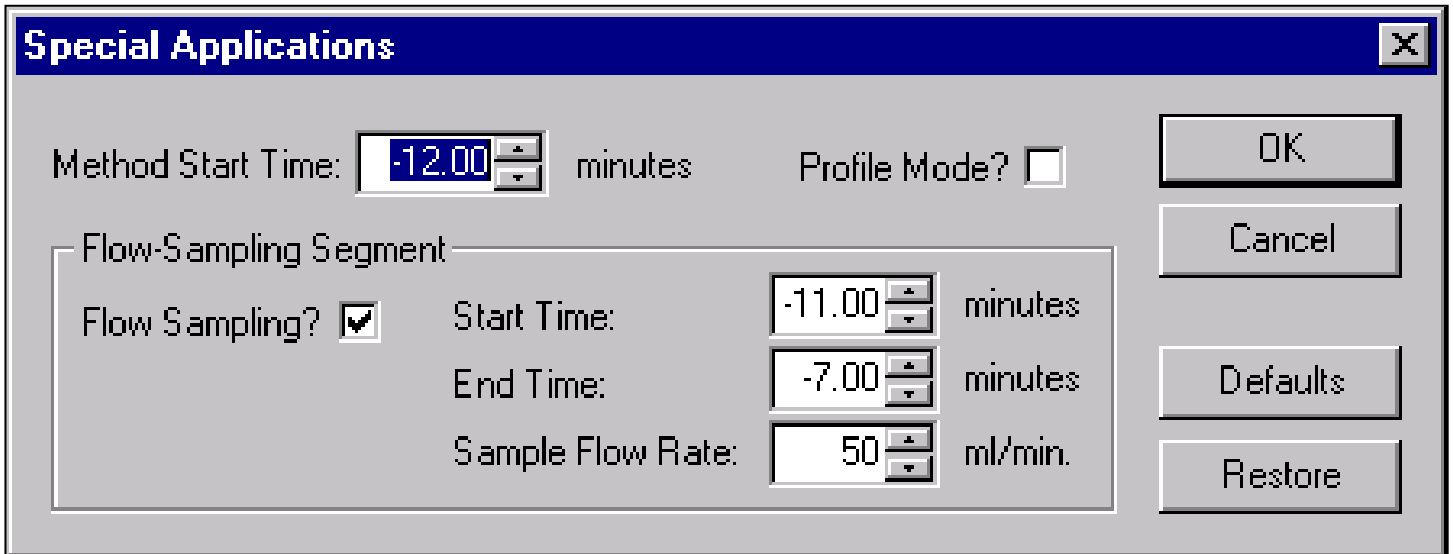 Special Applications
Method Start Time: -12.00 minutes Profile Mode? OK
Cancel
Flow-Sampling Segment
Flow Sampling? Start Time: -11.00 minutes
End Time: -7.00 minutes Defaults
Sample Flow Rate: 50 ml/min. Restore